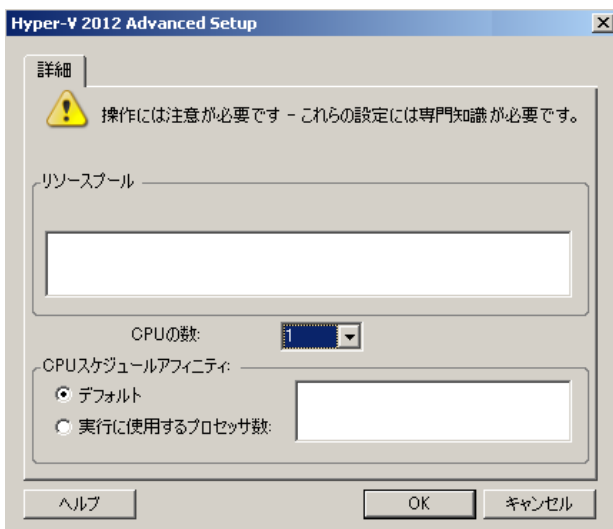 Hyper-V 2012 Advanced Setup
詳細
操作には注意が必要です - これらの設定には専門知識が必要です。
リソースプール
CPUの数: 1
CPUスケジュールアフィニティ:
デフォルト
実行に使用するプロセッサ数:
ヘルプ OK キャンセル